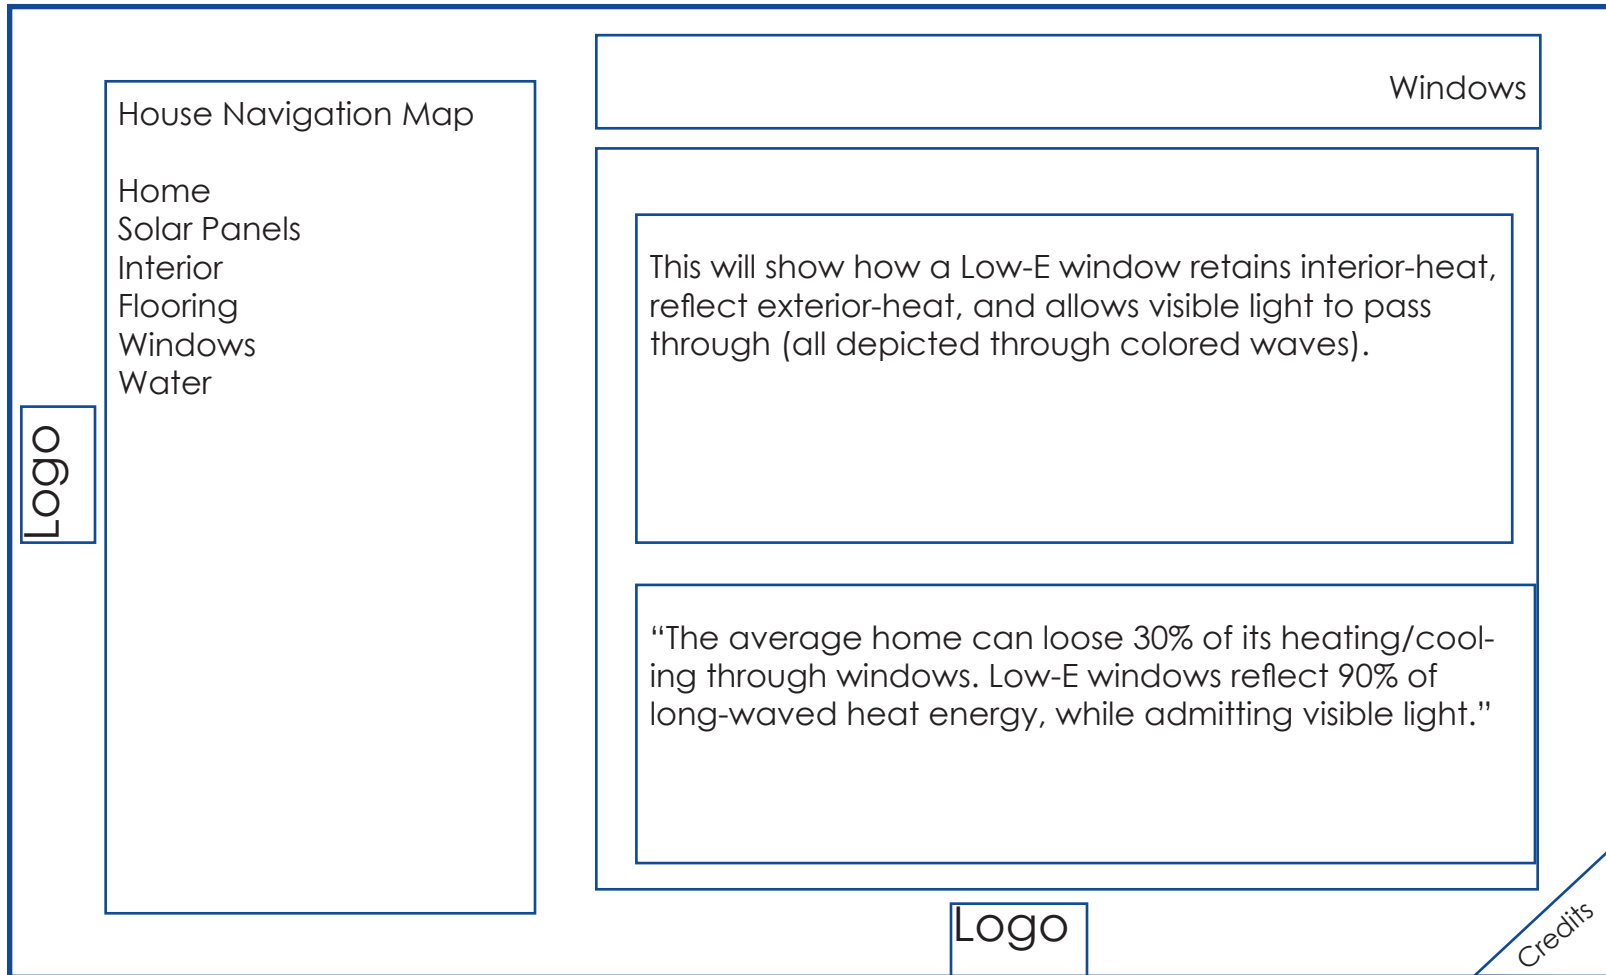 Windows
House Navigation Map
Home
Solar Panels
Interior
Flooring
Windows
Water
Logo
This will show how a Low-E window retains interior-heat,
reflect exterior-heat, and allows visible light to pass
through (all depicted through colored waves).
“The average home can loose 30% of its heating/cool-
ing through windows. Low-E windows reflect 90% of
long-waved heat energy, while admitting visible light.”
Logo
Credits